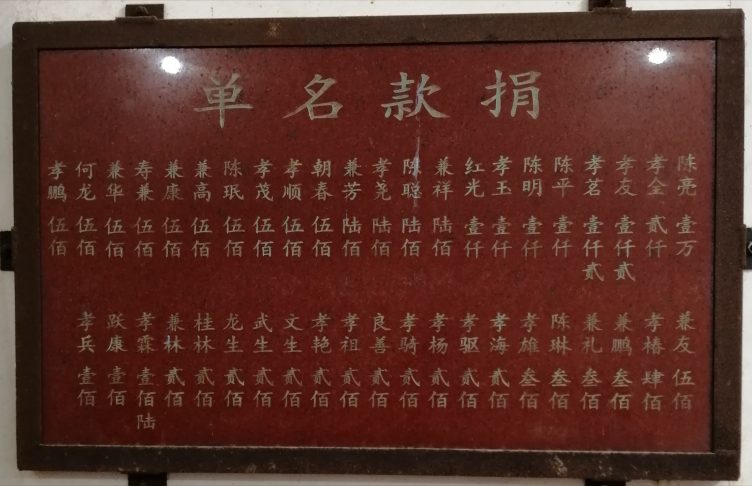 捐款名单
陈亮 壹万
孝全 贰仟
孝友 壹仟贰
孝茗 壹仟贰
陈平 壹仟
陈明 壹仟
孝玉 壹仟
红光 壹仟
兼祥 陆佰
陈聪 陆佰
孝尧 陆佰
兼芳 陆佰
朝春 伍佰
孝顺 伍佰
孝茂 伍佰
陈珉 伍佰
兼高 伍佰
兼康 伍佰
寿兼 伍佰
兼华 伍佰
何龙 伍佰
孝鹏 伍佰
兼友 伍佰
孝椿 肆佰
兼鹏 叁佰
兼礼 叁佰
陈琳 叁佰
孝雄 叁佰
孝海 贰佰
孝驱 贰佰
孝杨 贰佰
孝骑 贰佰
良善 贰佰
孝祖 贰佰
孝艳 贰佰
文生 贰佰
武生 贰佰
龙生 贰佰
桂林 贰佰
兼林 贰佰
孝霖 壹佰陆
跃康 壹佰
孝兵 壹佰